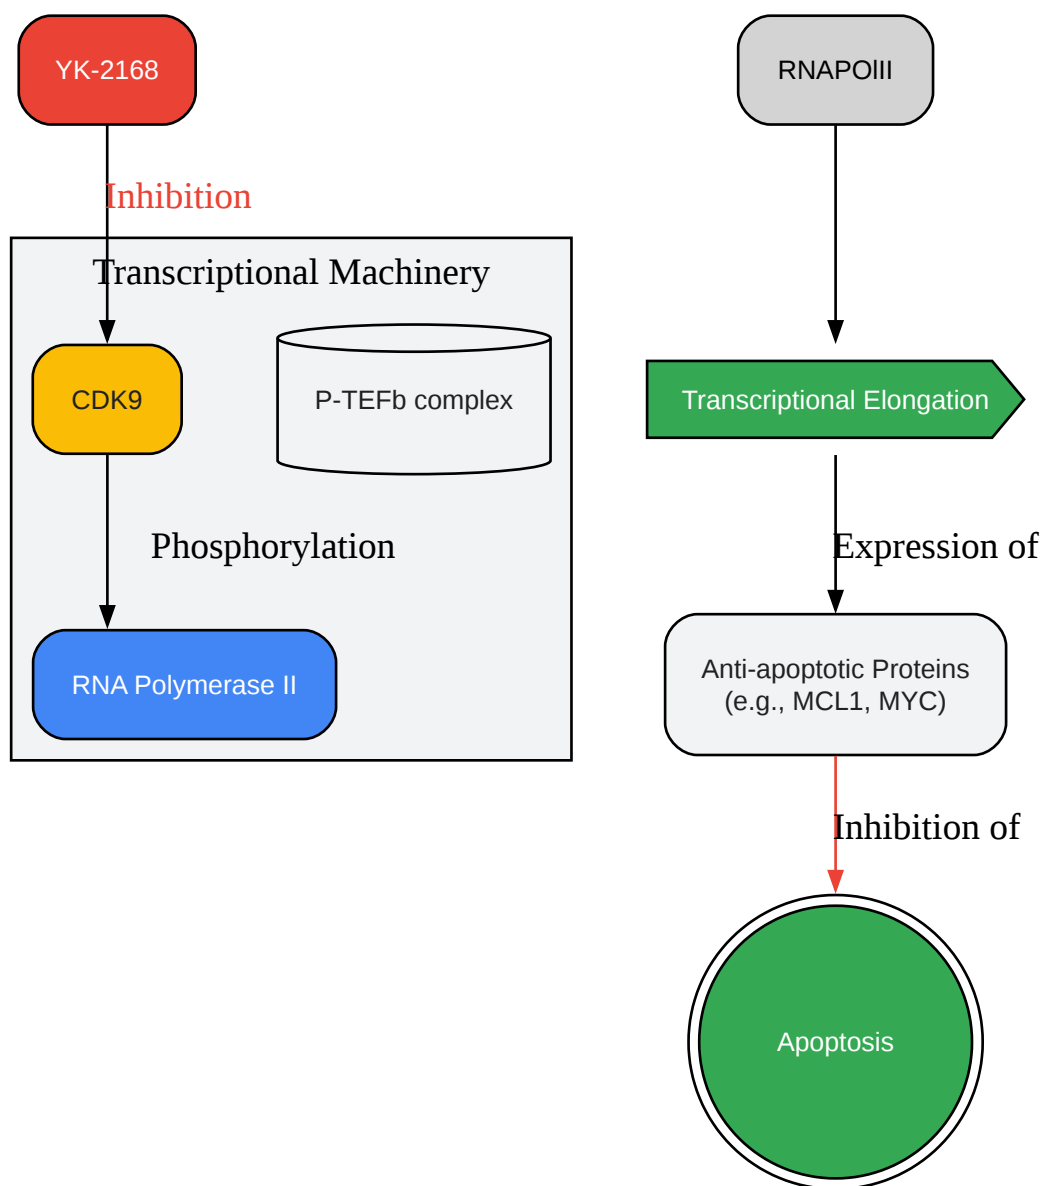 YK-2168
RNAPOlII
Inhibition
Transcriptional Machinery
CDK9
P-TEFb complex
Transcriptional Elongation
Phosphorylation
Expression of
RNA Polymerase II
Anti-apoptotic Proteins
(e.g., MCL1, MYC)
Inhibition of
Apoptosis